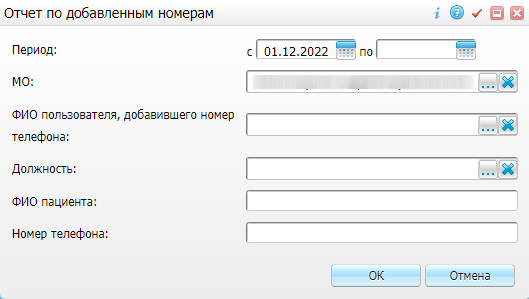 Отчет по добавленным номерам
Период: с 01.12.2022 по
МО: ...
ФИО пользователя, добавившего номер
телефона: ...
Должность: ...
ФИО пациента:
Номер телефона:
ОК Отмена